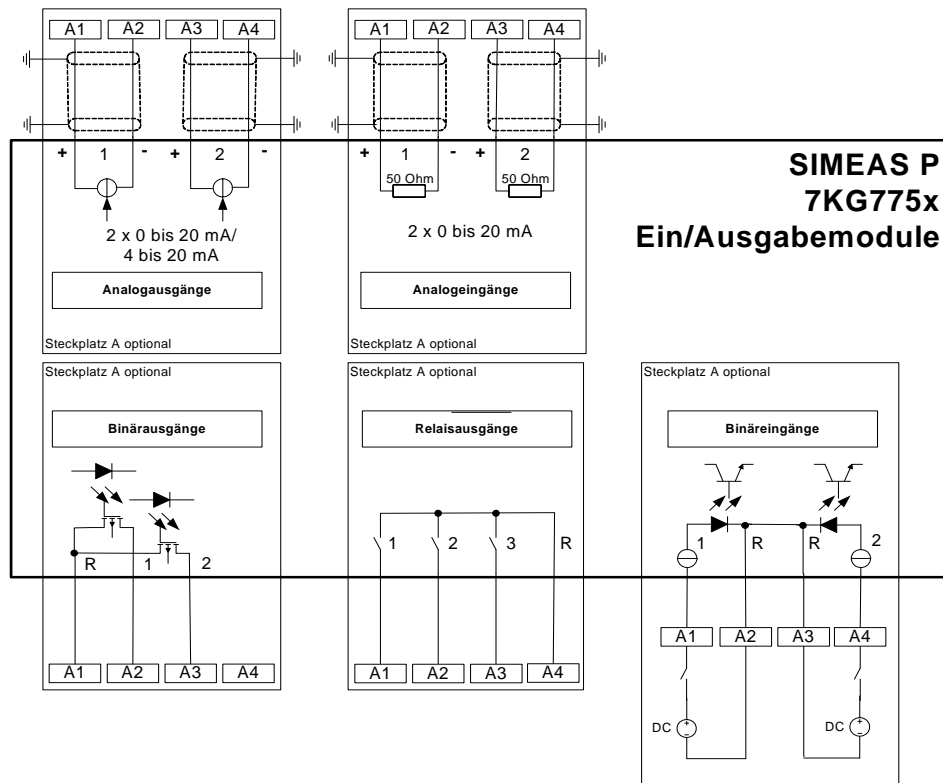 A1 A2 A3 A4
+ 1 - + 2 -
2 x 0 bis 20 mA/
4 bis 20 mA
Analogausgänge
Steckplatz A optional
A1 A2 A3 A4
+ 1 - + 2
50 Ohm 50 Ohm
2 x 0 bis 20 mA
Analogeingänge
Steckplatz A optional
SIMEAS P
7KG775x
Ein/Ausgabemodule
Steckplatz A optional
Binärausgänge
R 1 2
A1 A2 A3 A4
Steckplatz A optional
Relaisausgänge
1 2 3 R
A1 A2 A3 A4
Steckplatz A optional
Binäreingänge
1 R R 2
A1 A2 A3 A4
DC + - DC + -